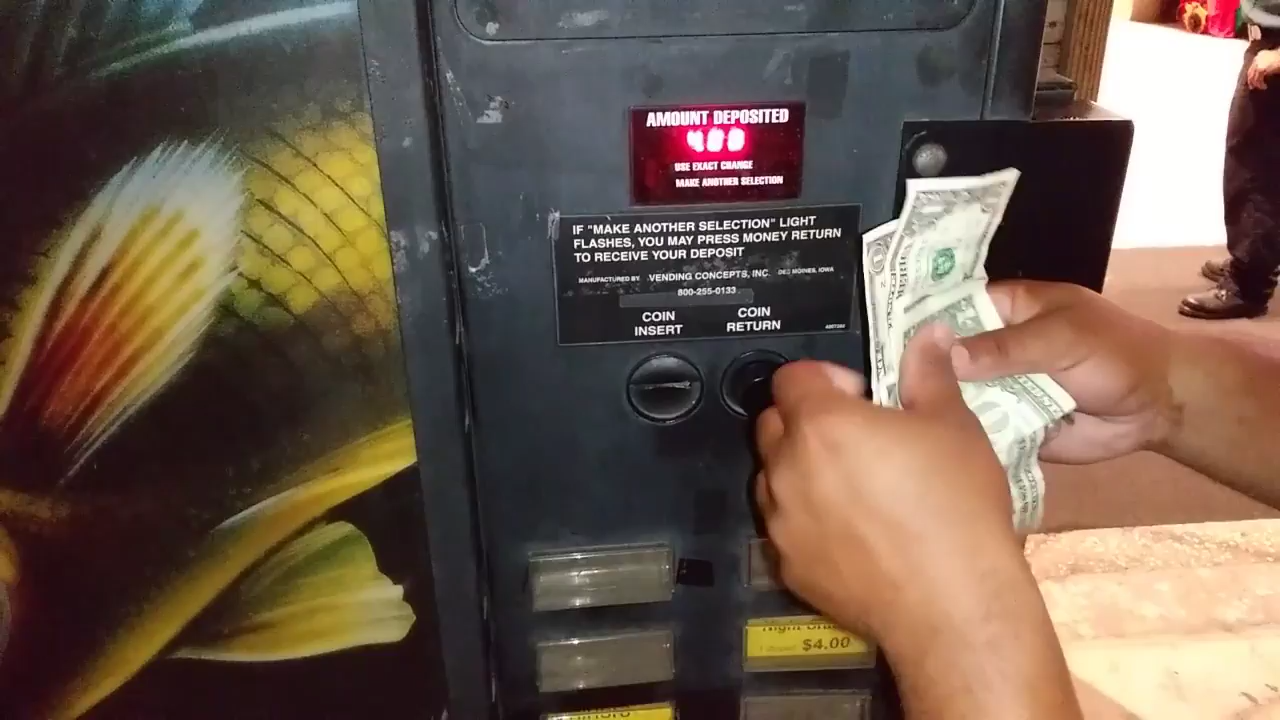 AMOUNT DEPOSITED
4.00
USE EXACT CHANGE
MAKE ANOTHER SELECTION
IF "MAKE ANOTHER SELECTION" LIGHT
FLASHES, YOU MAY PRESS MONEY RETURN
TO RECEIVE YOUR DEPOSIT
MANUFACTURED BY VENDING CONCEPTS, INC. DES MOINES, IOWA
800-255-0133
COIN INSERT
COIN RETURN
$4.00